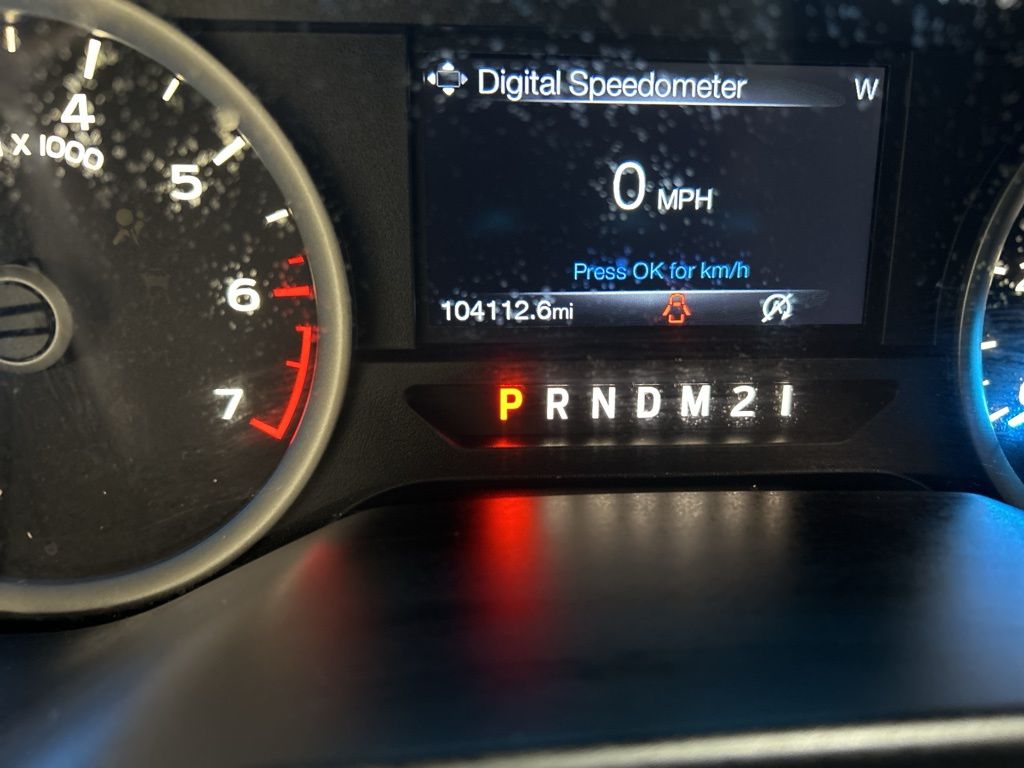 4
X 1000
5
6
7
Digital Speedometer W
0 MPH
Press OK for km/h
104112.6mi
P R N D M 2 1